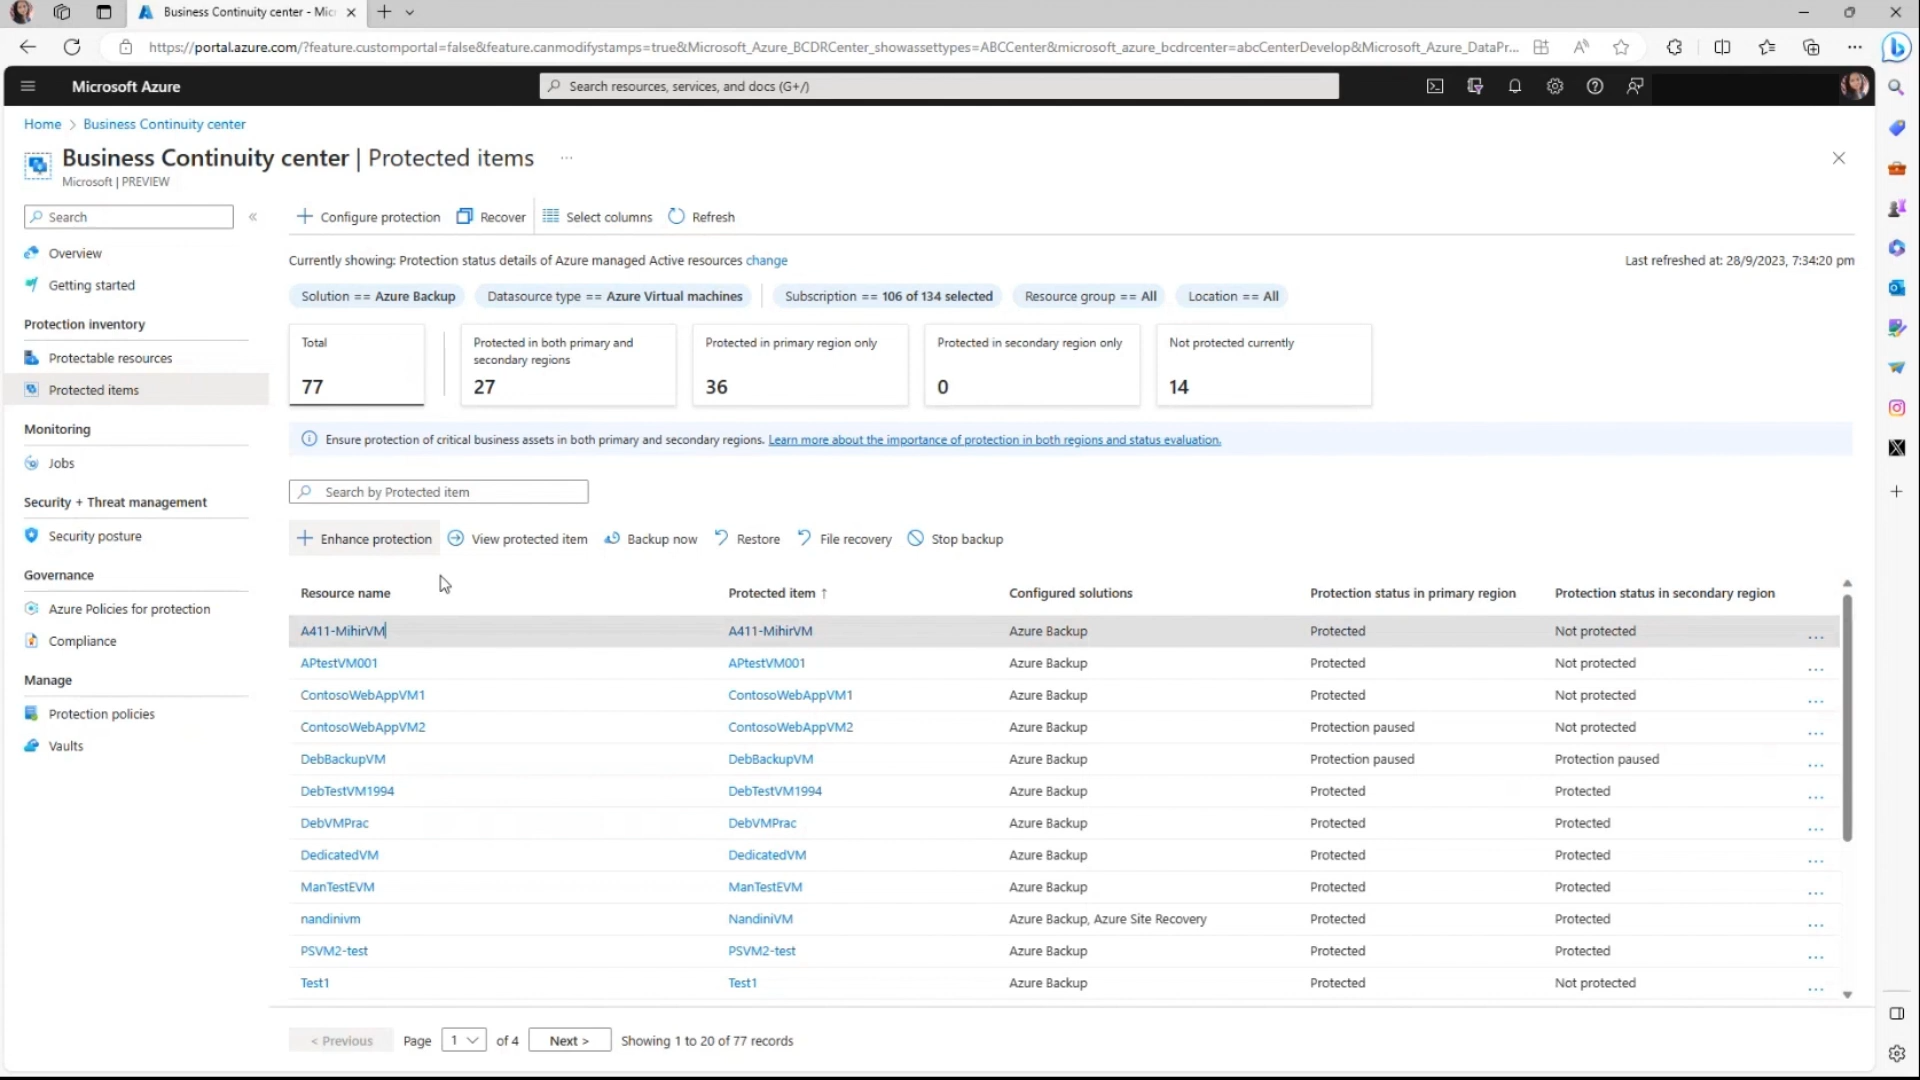 Business Continuity center - Mic
https://portal.azure.com/?feature.customportal=false&feature.canmodifystamps=true&Microsoft_Azure_BCDRCenter_showassettypes=ABCCenter&microsoft_azure_bcdrcenter=abcCenterDevelop&Microsoft_Azure_DataPr...
Microsoft Azure
Search resources, services, and docs (G+/)
Home > Business Continuity center
Business Continuity center | Protected items ...
Microsoft | PREVIEW
Search
«
Overview
Getting started
Protection inventory
Protectable resources
Protected items
Monitoring
Jobs
Security + Threat management
Security posture
Governance
Azure Policies for protection
Compliance
Manage
Protection policies
Vaults
Configure protection Recover Select columns Refresh
Currently showing: Protection status details of Azure managed Active resources change
Last refreshed at: 28/9/2023, 7:34:20 pm
Solution == Azure Backup Datasource type == Azure Virtual machines Subscription == 106 of 134 selected Resource group == All Location == All
Total
77
Protected in both primary and
secondary regions
27
Protected in primary region only
36
Protected in secondary region only
0
Not protected currently
14
Ensure protection of critical business assets in both primary and secondary regions. Learn more about the importance of protection in both regions and status evaluation.
Search by Protected item
Enhance protection View protected item Backup now Restore File recovery Stop backup
Resource name Protected item ↑ Configured solutions Protection status in primary region Protection status in secondary region
A411-MihirVM A411-MihirVM Azure Backup Protected Not protected ...
APtestVM001 APtestVM001 Azure Backup Protected Not protected ...
ContosoWebAppVM1 ContosoWebAppVM1 Azure Backup Protected Not protected ...
ContosoWebAppVM2 ContosoWebAppVM2 Azure Backup Protection paused Not protected ...
DebBackupVM DebBackupVM Azure Backup Protection paused Protection paused ...
DebTestVM1994 DebTestVM1994 Azure Backup Protected Protected ...
DebVMPrac DebVMPrac Azure Backup Protected Protected ...
DedicatedVM DedicatedVM Azure Backup Protected Protected ...
ManTestEVM ManTestEVM Azure Backup Protected Protected ...
nandinivm NandiniVM Azure Backup, Azure Site Recovery Protected Protected ...
PSVM2-test PSVM2-test Azure Backup Protected Protected ...
Test1 Test1 Azure Backup Protected Not protected ...
< Previous Page 1 of 4 Next > Showing 1 to 20 of 77 records